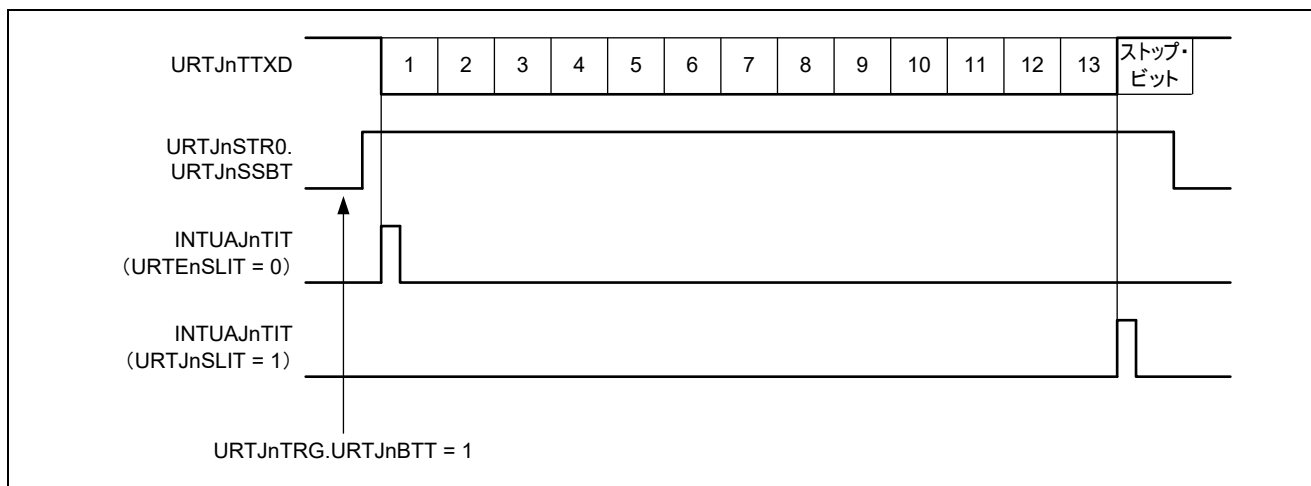 URTJnTTXD
1 2 3 4 5 6 7 8 9 10 11 12 13
ストップ・
ビット
URTJnSTR0.
URTJnSSBT
INTUAJnTIT
（URTEnSLIT = 0）
INTUAJnTIT
（URTJnSLIT = 1）
URTJnTRG.URTJnBTT = 1